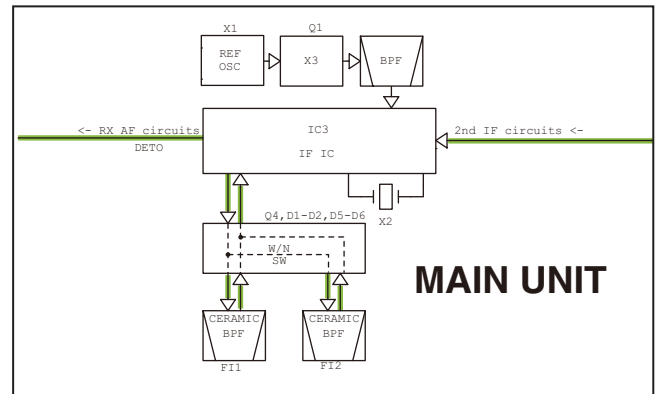 X1
Q1
REF
OSC
X3
BPF
<- RX AF circuits
DETO
IC3
IF IC
2nd IF circuits <-
X2
Q4,D1-D2,D5-D6
W/N
SW
MAIN UNIT
CERAMIC
BPF
FI1
CERAMIC
BPF
FI2